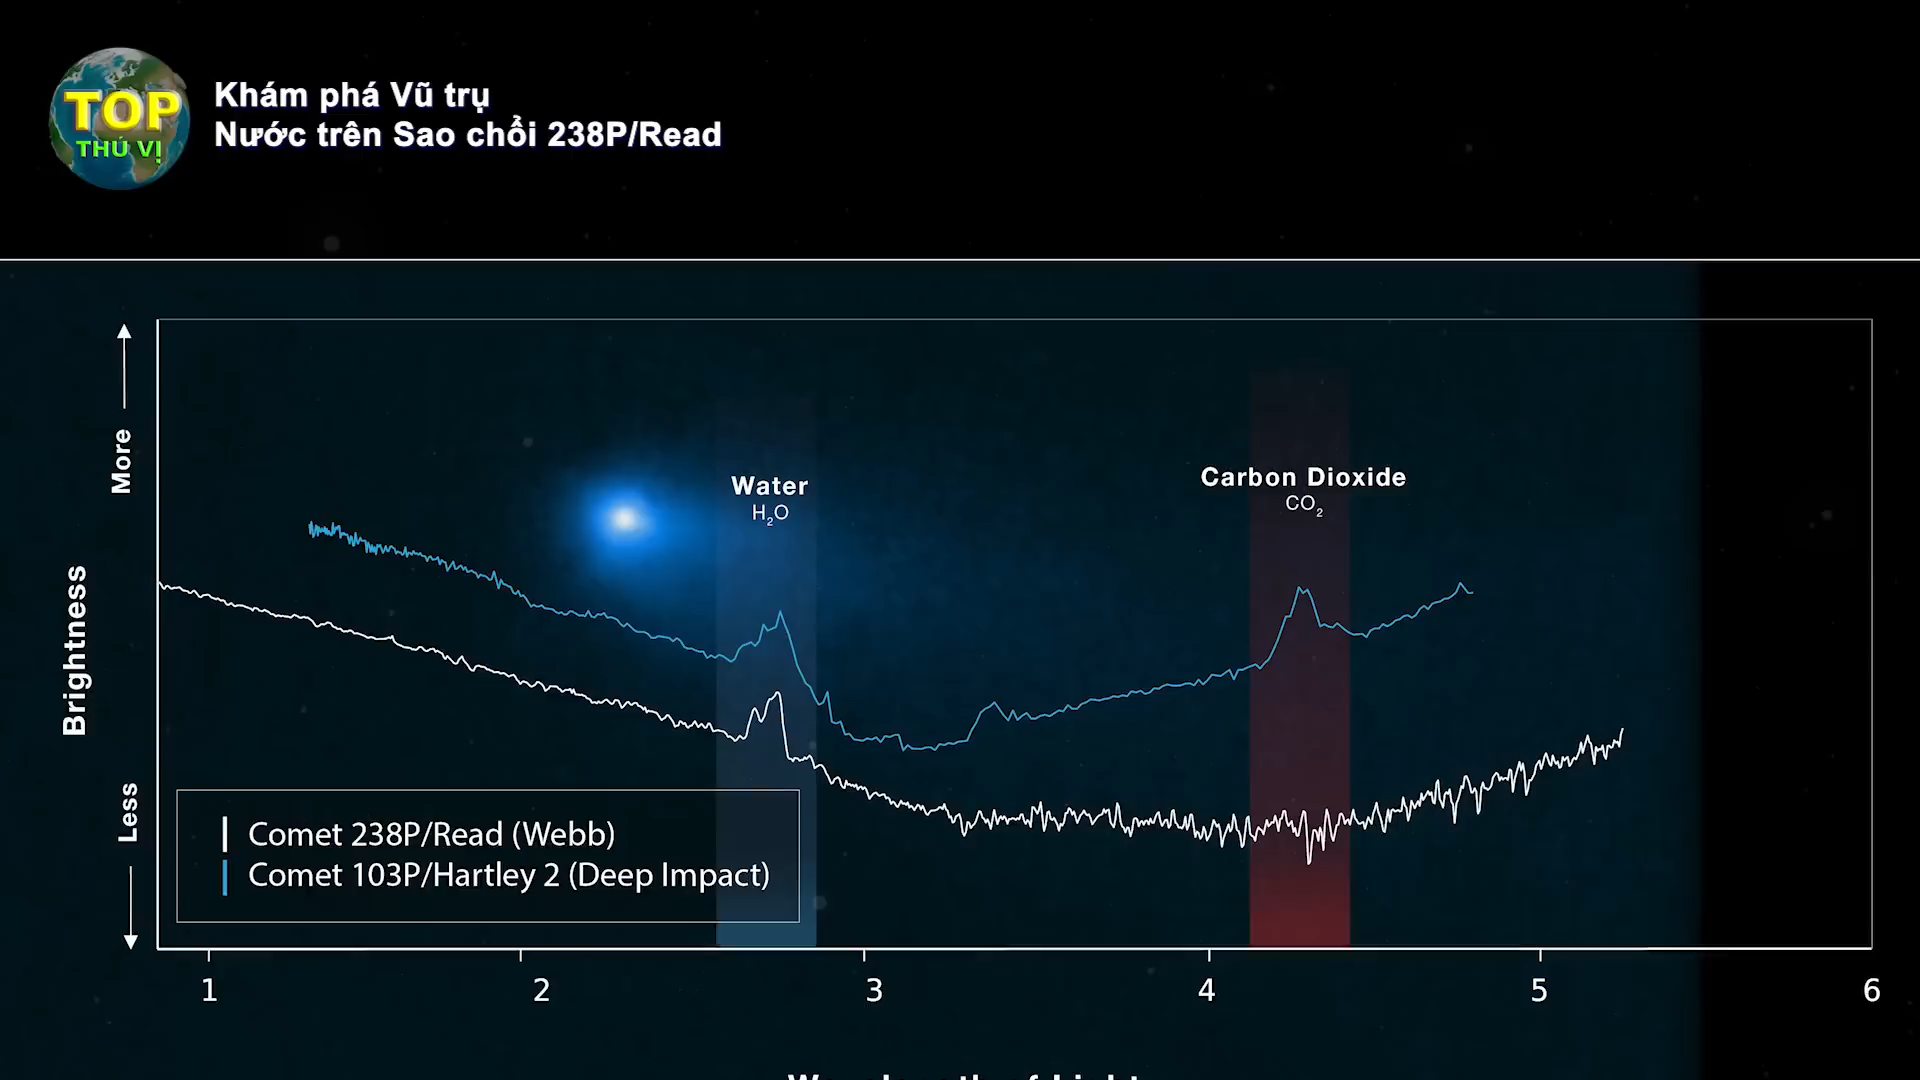 TOP
THÚ VỊ
Khám phá Vũ trụ
Nước trên Sao chổi 238P/Read
More
Brightness
Less
Water
H₂O
Carbon Dioxide
CO₂
Comet 238P/Read (Webb)
Comet 103P/Hartley 2 (Deep Impact)
1 2 3 4 5 6